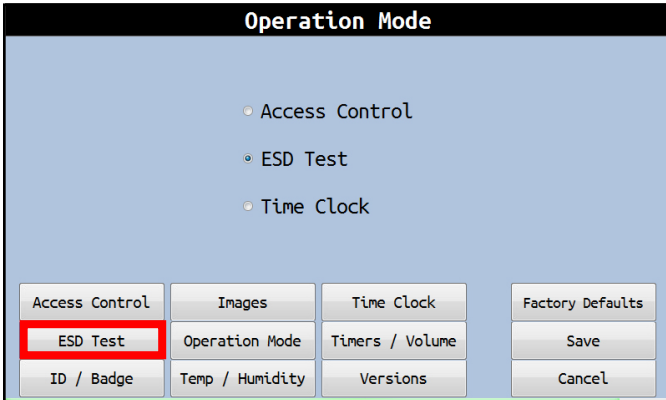 Operation Mode
Access Control
ESD Test
Time Clock
Access Control Images Time Clock Factory Defaults
ESD Test Operation Mode Timers / Volume Save
ID / Badge Temp / Humidity Versions Cancel